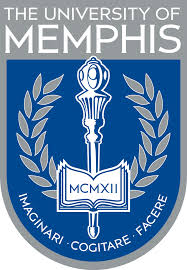 THE UNIVERSITY OF
MEMPHIS
MCMXII
IMAGINARI · COGITARE · FACERE